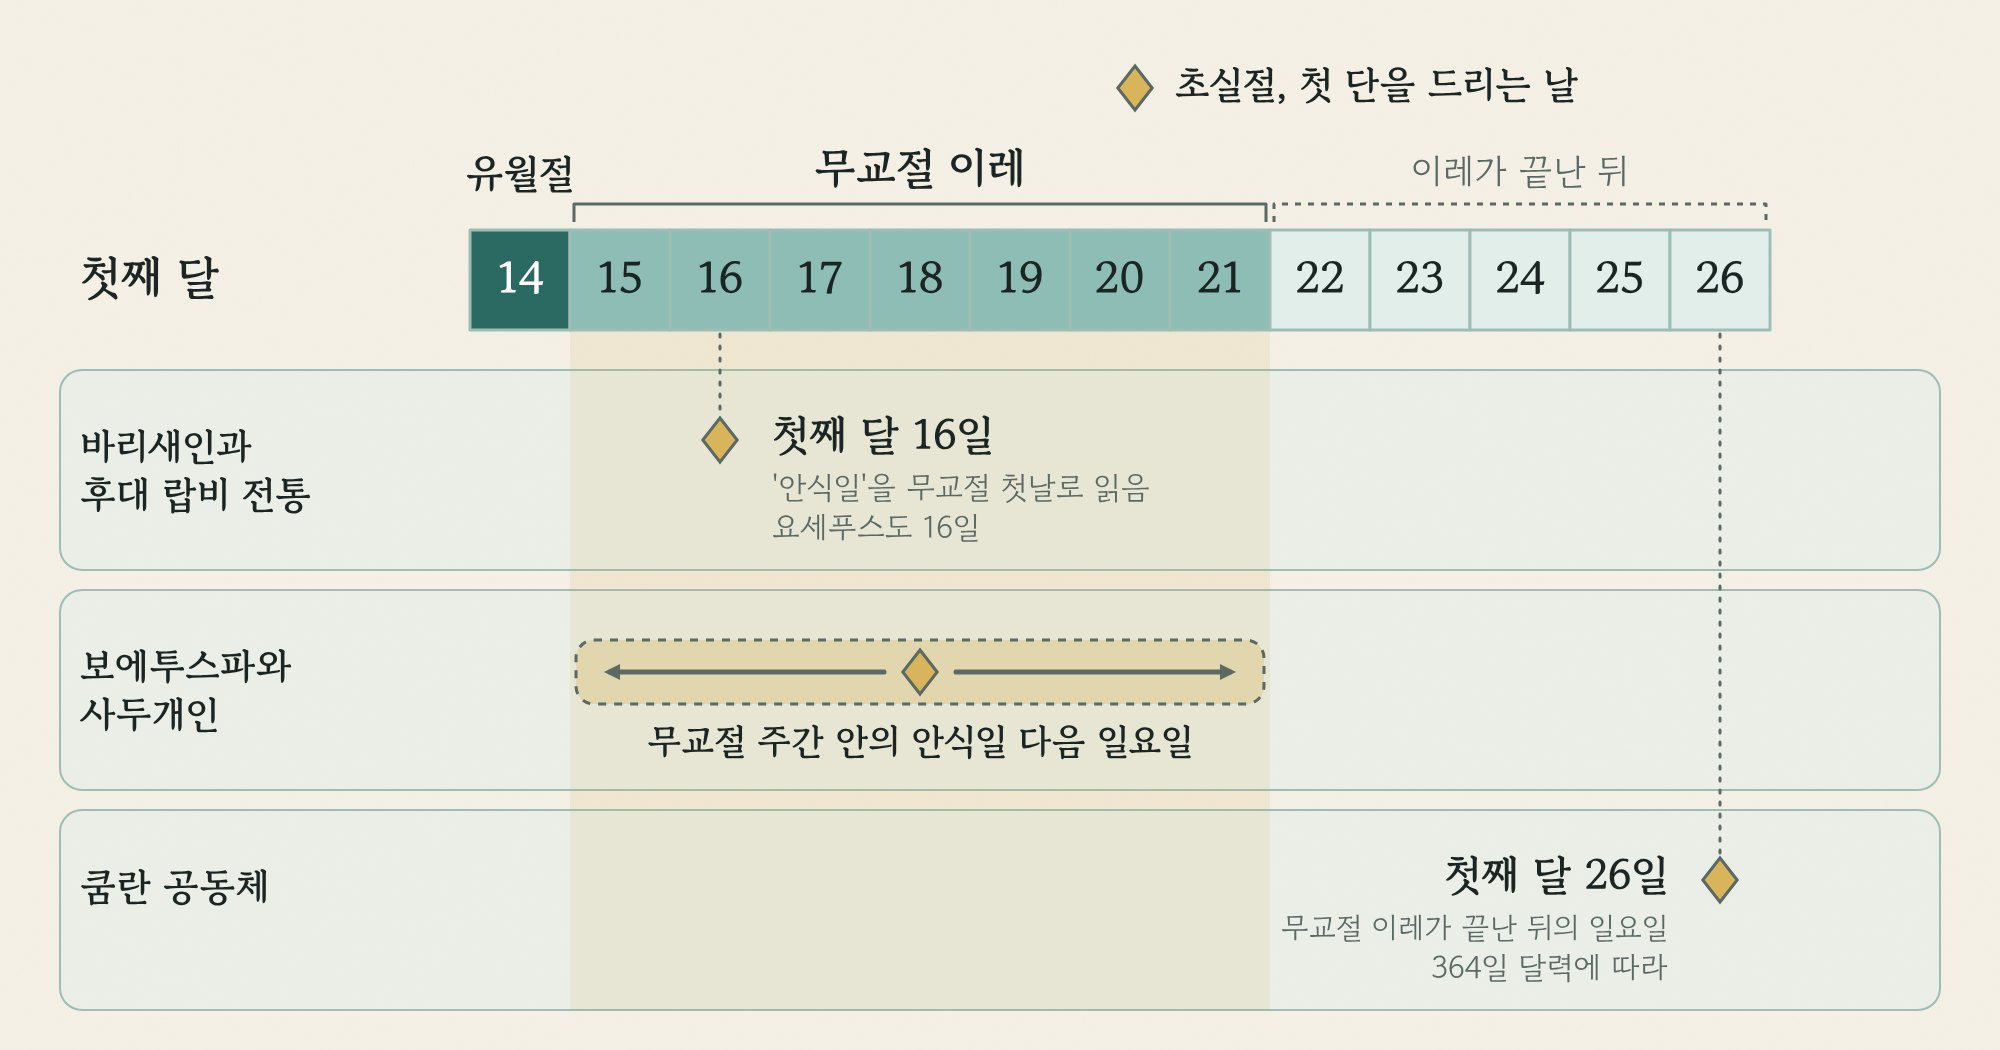 초실절, 첫 단을 드리는 날
유월절
무교절 이레
이레가 끝난 뒤
첫째 달
14 15 16 17 18 19 20 21 22 23 24 25 26
바리새인과
후대 랍비 전통
첫째 달 16일
'안식일'을 무교절 첫날로 읽음
요세푸스도 16일
보에투스파와
사두개인
무교절 주간 안의 안식일 다음 일요일
쿰란 공동체
첫째 달 26일
무교절 이레가 끝난 뒤의 일요일
364일 달력에 따라